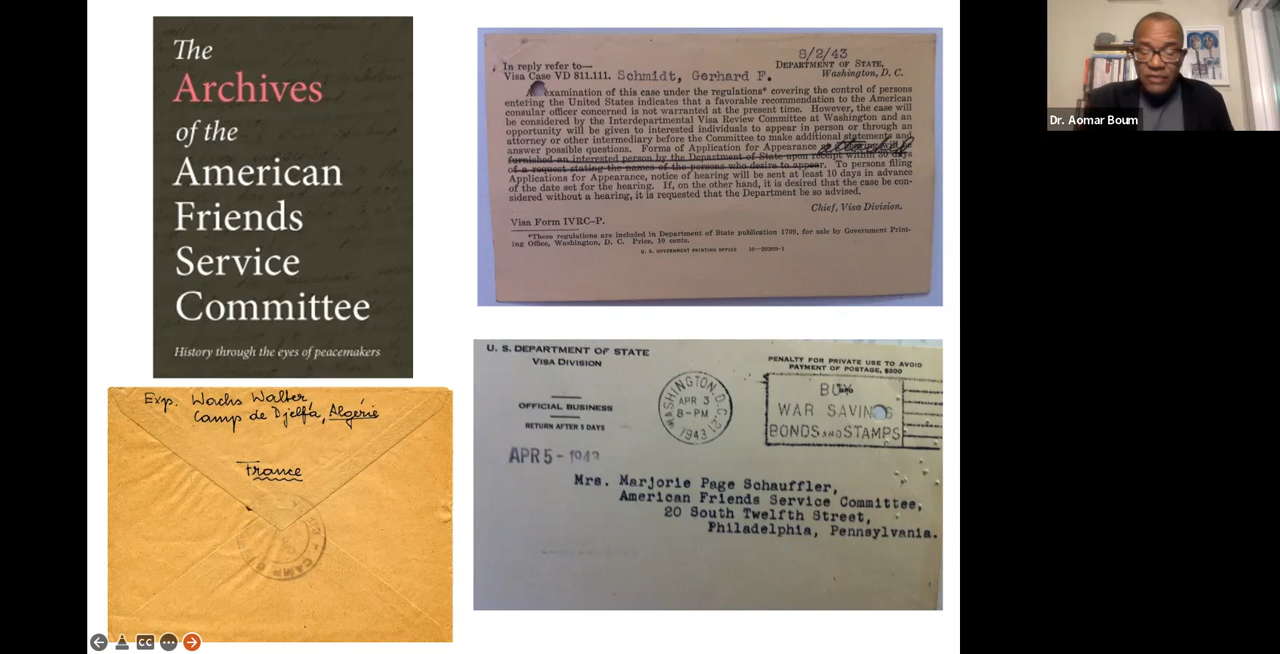 The
Archives
of the
American
Friends
Service
Committee
History through the eyes of peacemakers
8/2/43
In reply refer to—
DEPARTMENT OF STATE,
Visa Case VD 811.111. Schmidt, Gerhard F.
Washington, D. C.
examination of this case under the regulations* covering the control of persons
entering the United States indicates that a favorable recommendation to the American
consular officer concerned is not warranted at the present time. However, the case will
be considered by the Interdepartmental Visa Review Committee at Washington and an
opportunity will be given to interested individuals to appear in person or through an
attorney or other intermediary before the Committee to make additional statements and
answer possible questions. Forms of Application for Appearance
furnished an interested person by the Department of State upon receipt within 30 days
of a request stating the names of the persons who desire to appear. To persons filing
Applications for Appearance, notice of hearing will be sent at least 10 days in advance
of the date set for the hearing. If, on the other hand, it is desired that the case be con-
sidered without a hearing, it is requested that the Department be so advised.
Chief, Visa Division.
Visa Form IVRC-P.
*These regulations are included in Department of State publication 1709, for sale by Government Print-
ing Office, Washington, D. C. Price, 10 cents.
U. S. GOVERNMENT PRINTING OFFICE
Exp. Wachs Walter,
Camp de Djelfa, Algérie
France
U. S. DEPARTMENT OF STATE
VISA DIVISION
OFFICIAL BUSINESS
RETURN AFTER 5 DAYS
WASHINGTON, D.C.
APR 3
8-PM
1943
PENALTY FOR PRIVATE USE TO AVOID
PAYMENT OF POSTAGE, $300
BUY
WAR SAVINGS
BONDS AND STAMPS
APR 5 - 1943
Mrs. Marjorie Page Schauffler,
American Friends Service Committee,
20 South Twelfth Street,
Philadelphia, Pennsylvania.
CC
Dr. Aomar Boum